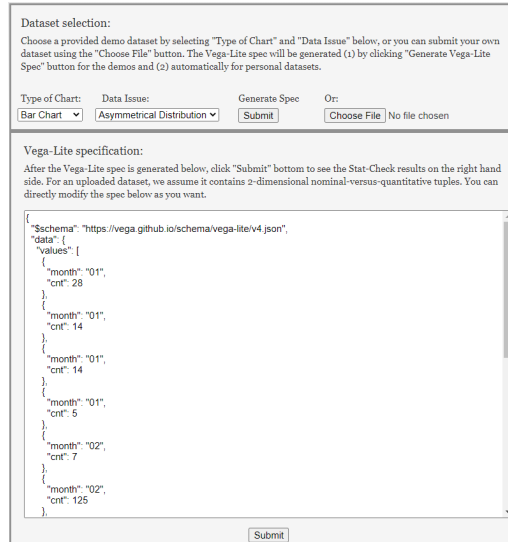 Dataset selection:
Choose a provided demo dataset by selecting "Type of Chart" and "Data Issue" below, or you can submit your own
dataset using the "Choose File" button. The Vega-Lite spec will be generated (1) by clicking "Generate Vega-Lite
Spec" button for the demos and (2) automatically for personal datasets.
Type of Chart: Data Issue: Generate Spec Or:
Bar Chart Asymmetrical Distribution Submit Choose File No file chosen
Vega-Lite specification:
After the Vega-Lite spec is generated below, click "Submit" bottom to see the Stat-Check results on the right hand
side. For an uploaded dataset, we assume it contains 2-dimensional nominal-versus-quantitative tuples. You can
directly modify the spec below as you want.
{
"$schema": "https://vega.github.io/schema/vega-lite/v4.json",
"data": {
"values": [
{
"month": "01",
"cnt": 28
},
{
"month": "01",
"cnt": 14
},
{
"month": "01",
"cnt": 14
},
{
"month": "01",
"cnt": 5
},
{
"month": "02",
"cnt": 7
},
{
"month": "02",
"cnt": 125
},
Submit